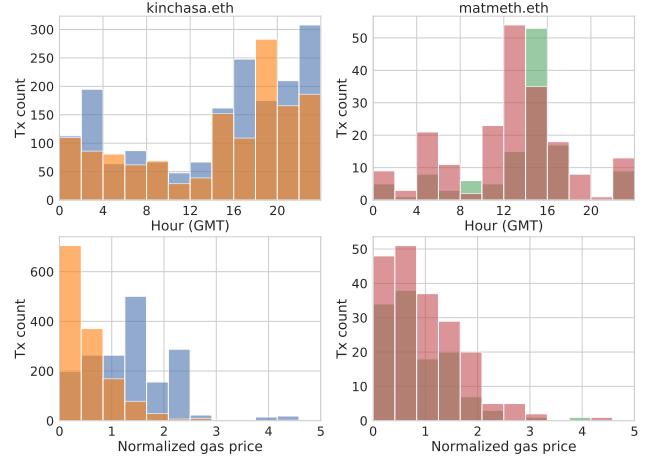 kinchasa.eth
300
250
200
150
100
50
0
Tx count
0 4 8 12 16 20
Hour (GMT)
matmeth.eth
50
40
30
20
10
0
Tx count
0 4 8 12 16 20
Hour (GMT)
600
400
200
0
Tx count
0 1 2 3 4 5
Normalized gas price
50
40
30
20
10
0
Tx count
0 1 2 3 4 5
Normalized gas price